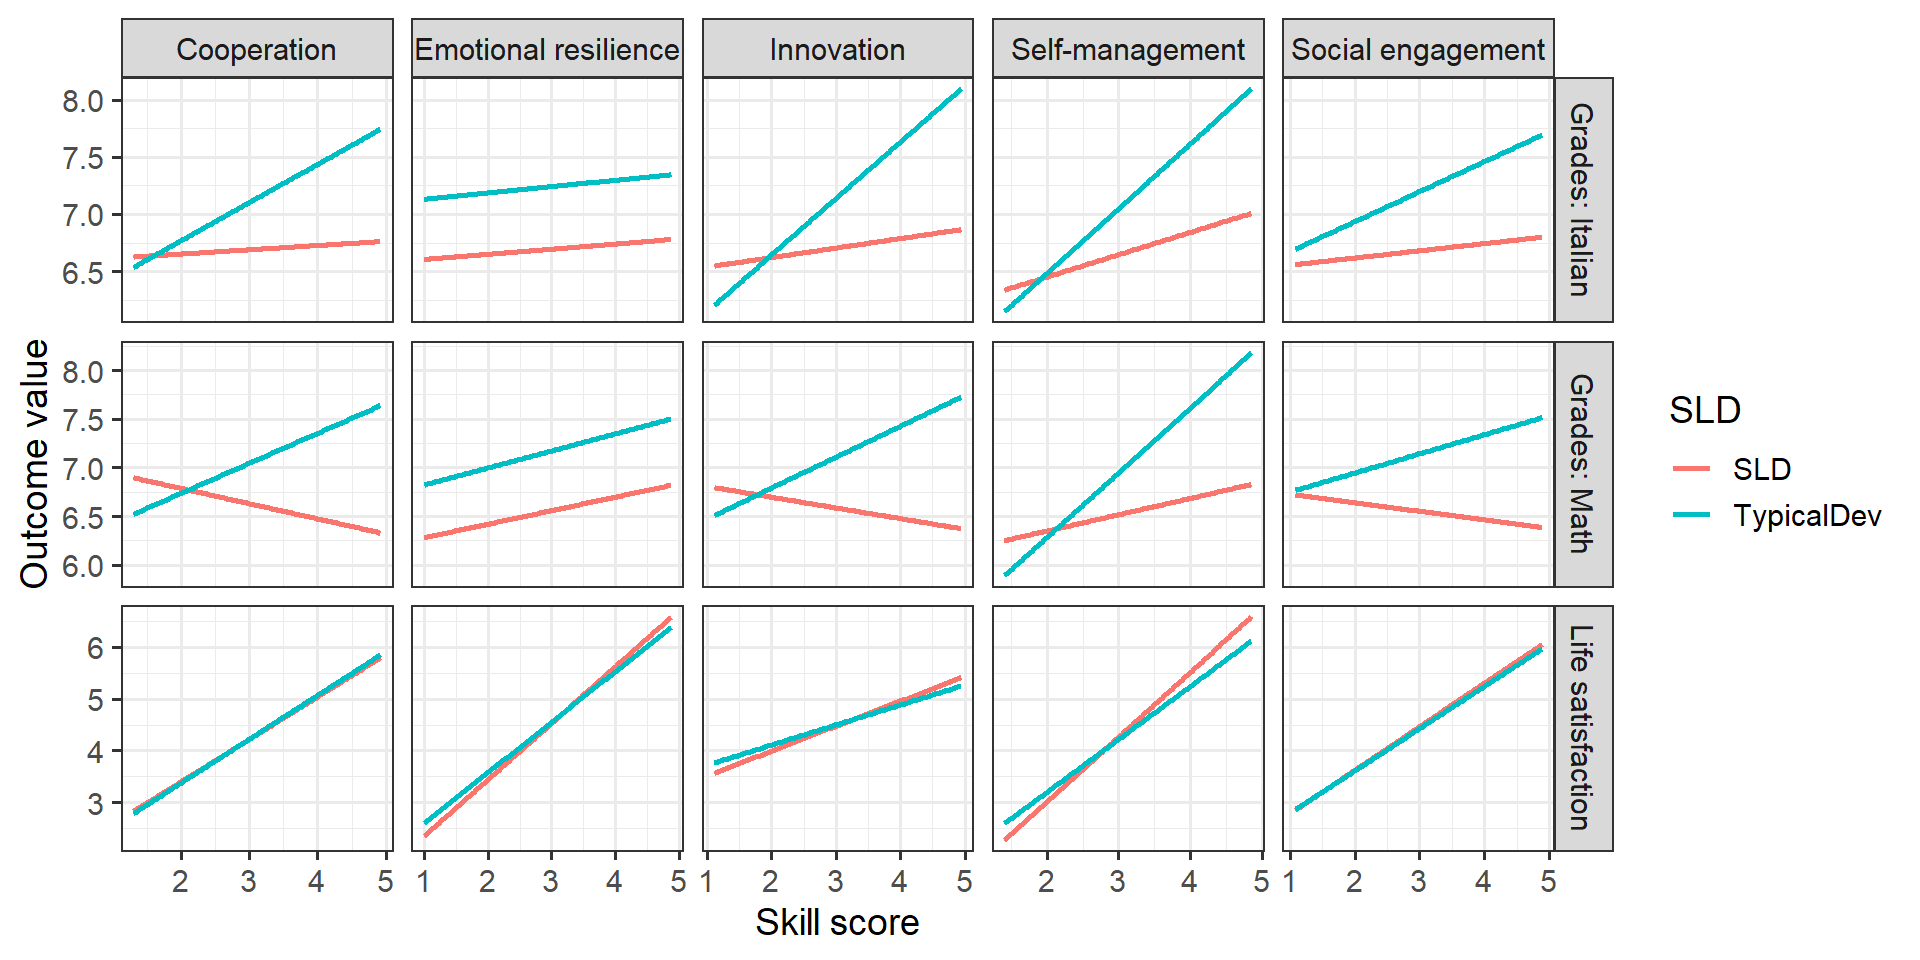 Cooperation Emotional resilience Innovation Self-management Social engagement
8.0
7.5
7.0
6.5
Grades: Italian
8.0
7.5
7.0
6.5
6.0
Grades: Math
6
5
4
3
Life satisfaction
2 3 4 5 1 2 3 4 5 1 2 3 4 5 2 3 4 5 1 2 3 4 5
Skill score
Outcome value
SLD
SLD
TypicalDev